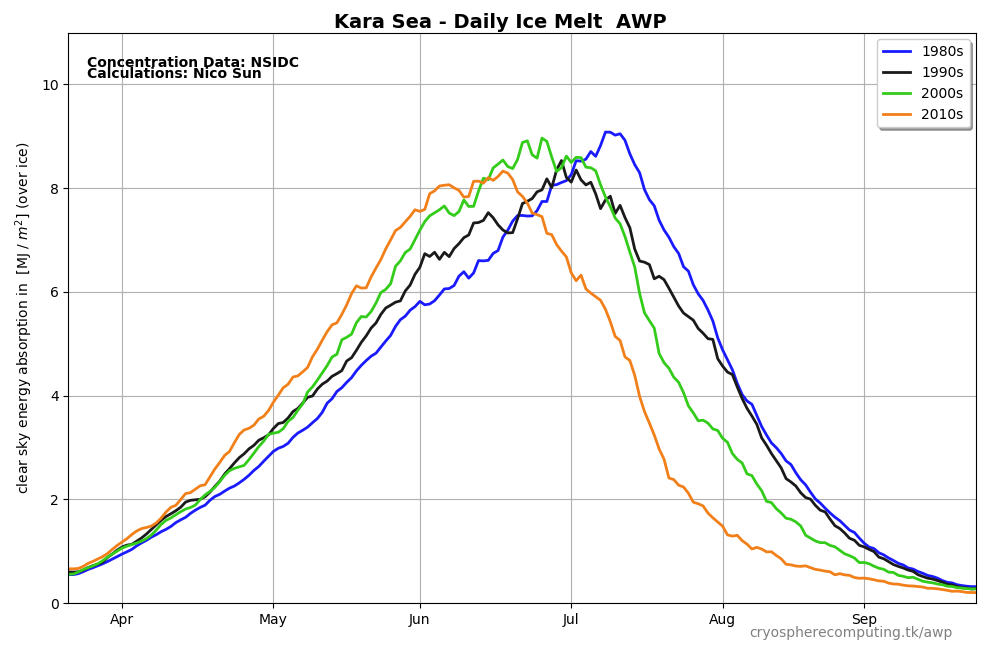 Kara Sea - Daily Ice Melt  AWP
Concentration Data: NSIDC
Calculations: Nico Sun
1980s
1990s
2000s
2010s
clear sky energy absorption in  [MJ / m²] (over ice)
10
8
6
4
2
0
Apr May Jun Jul Aug Sep
cryospherecomputing.tk/awp